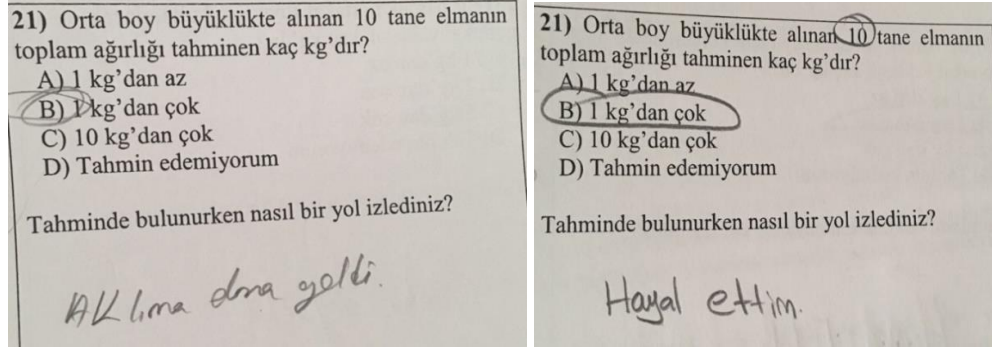 21) Orta boy büyüklükte alınan 10 tane elmanın
toplam ağırlığı tahminen kaç kg’dır?
A) 1 kg’dan az
B) 1 kg’dan çok
C) 10 kg’dan çok
D) Tahmin edemiyorum
Tahminde bulunurken nasıl bir yol izlediniz?
Aklıma elma geldi.
21) Orta boy büyüklükte alınan 10 tane elmanın
toplam ağırlığı tahminen kaç kg’dır?
A) 1 kg’dan az
B) 1 kg’dan çok
C) 10 kg’dan çok
D) Tahmin edemiyorum
Tahminde bulunurken nasıl bir yol izlediniz?
Hayal ettim.